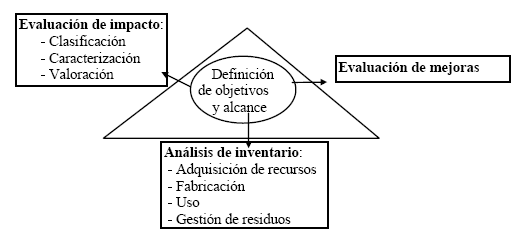 Evaluación de impacto:
- Clasificación
- Caracterización
- Valoración
Definición
de objetivos
y alcance
Evaluación de mejoras
Análisis de inventario:
- Adquisición de recursos
- Fabricación
- Uso
- Gestión de residuos